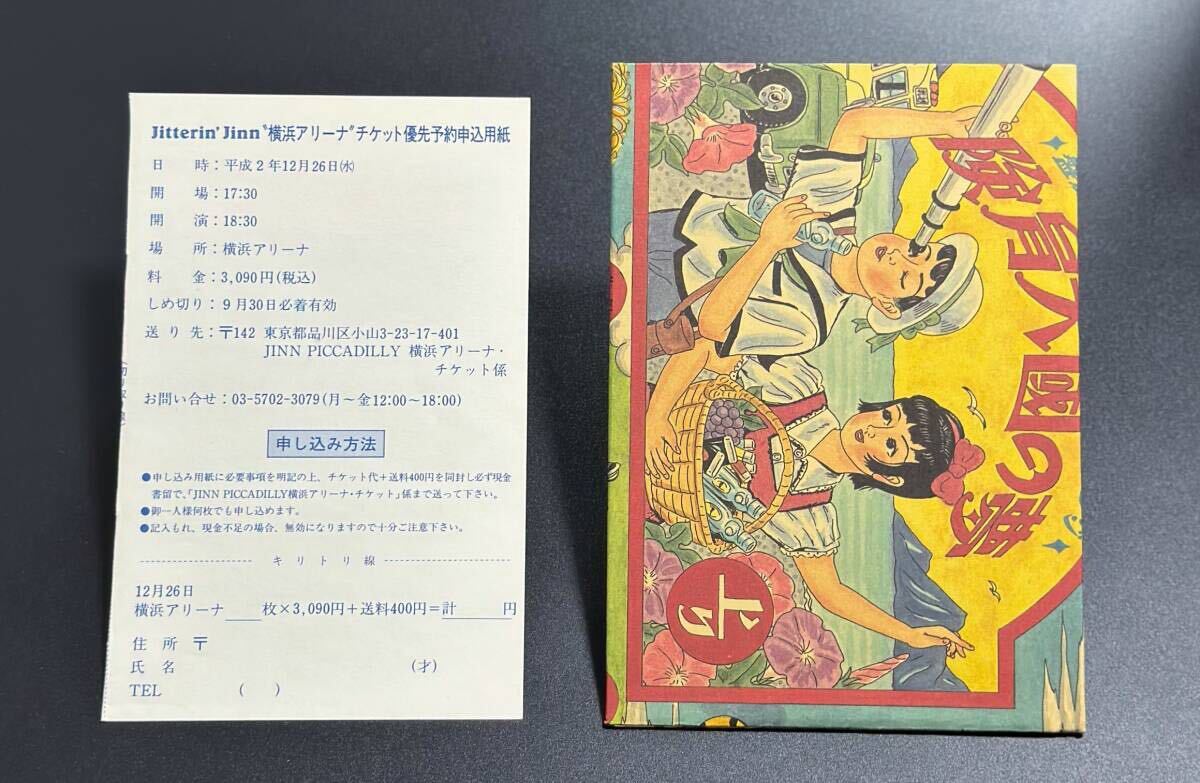 Jitterin' Jinn〝横浜アリーナ〟チケット優先予約申込用紙
日　時：平成2年12月26日㈬
開　場：17:30
開　演：18:30
場　所：横浜アリーナ
料　金：3,090円(税込)
しめ切り：9月30日必着有効
送り先：〒142 東京都品川区小山3-23-17-401
JINN PICCADILLY 横浜アリーナ・
チケット係
お問い合せ：03-5702-3079(月～金12:00～18:00)
申し込み方法
●申し込み用紙に必要事項を明記の上、チケット代＋送料400円を同封し必ず現金
書留で、「JINN PICCADILLY横浜アリーナ・チケット」係まで送って下さい。
●御一人様何枚でも申し込めます。
●記入もれ、現金不足の場合、無効になりますので十分ご注意下さい。
キリトリ線
12月26日
横浜アリーナ____枚×3,090円＋送料400円＝計____円
住所 〒
氏名　(才)
TEL　(　)
大國の夢
上り